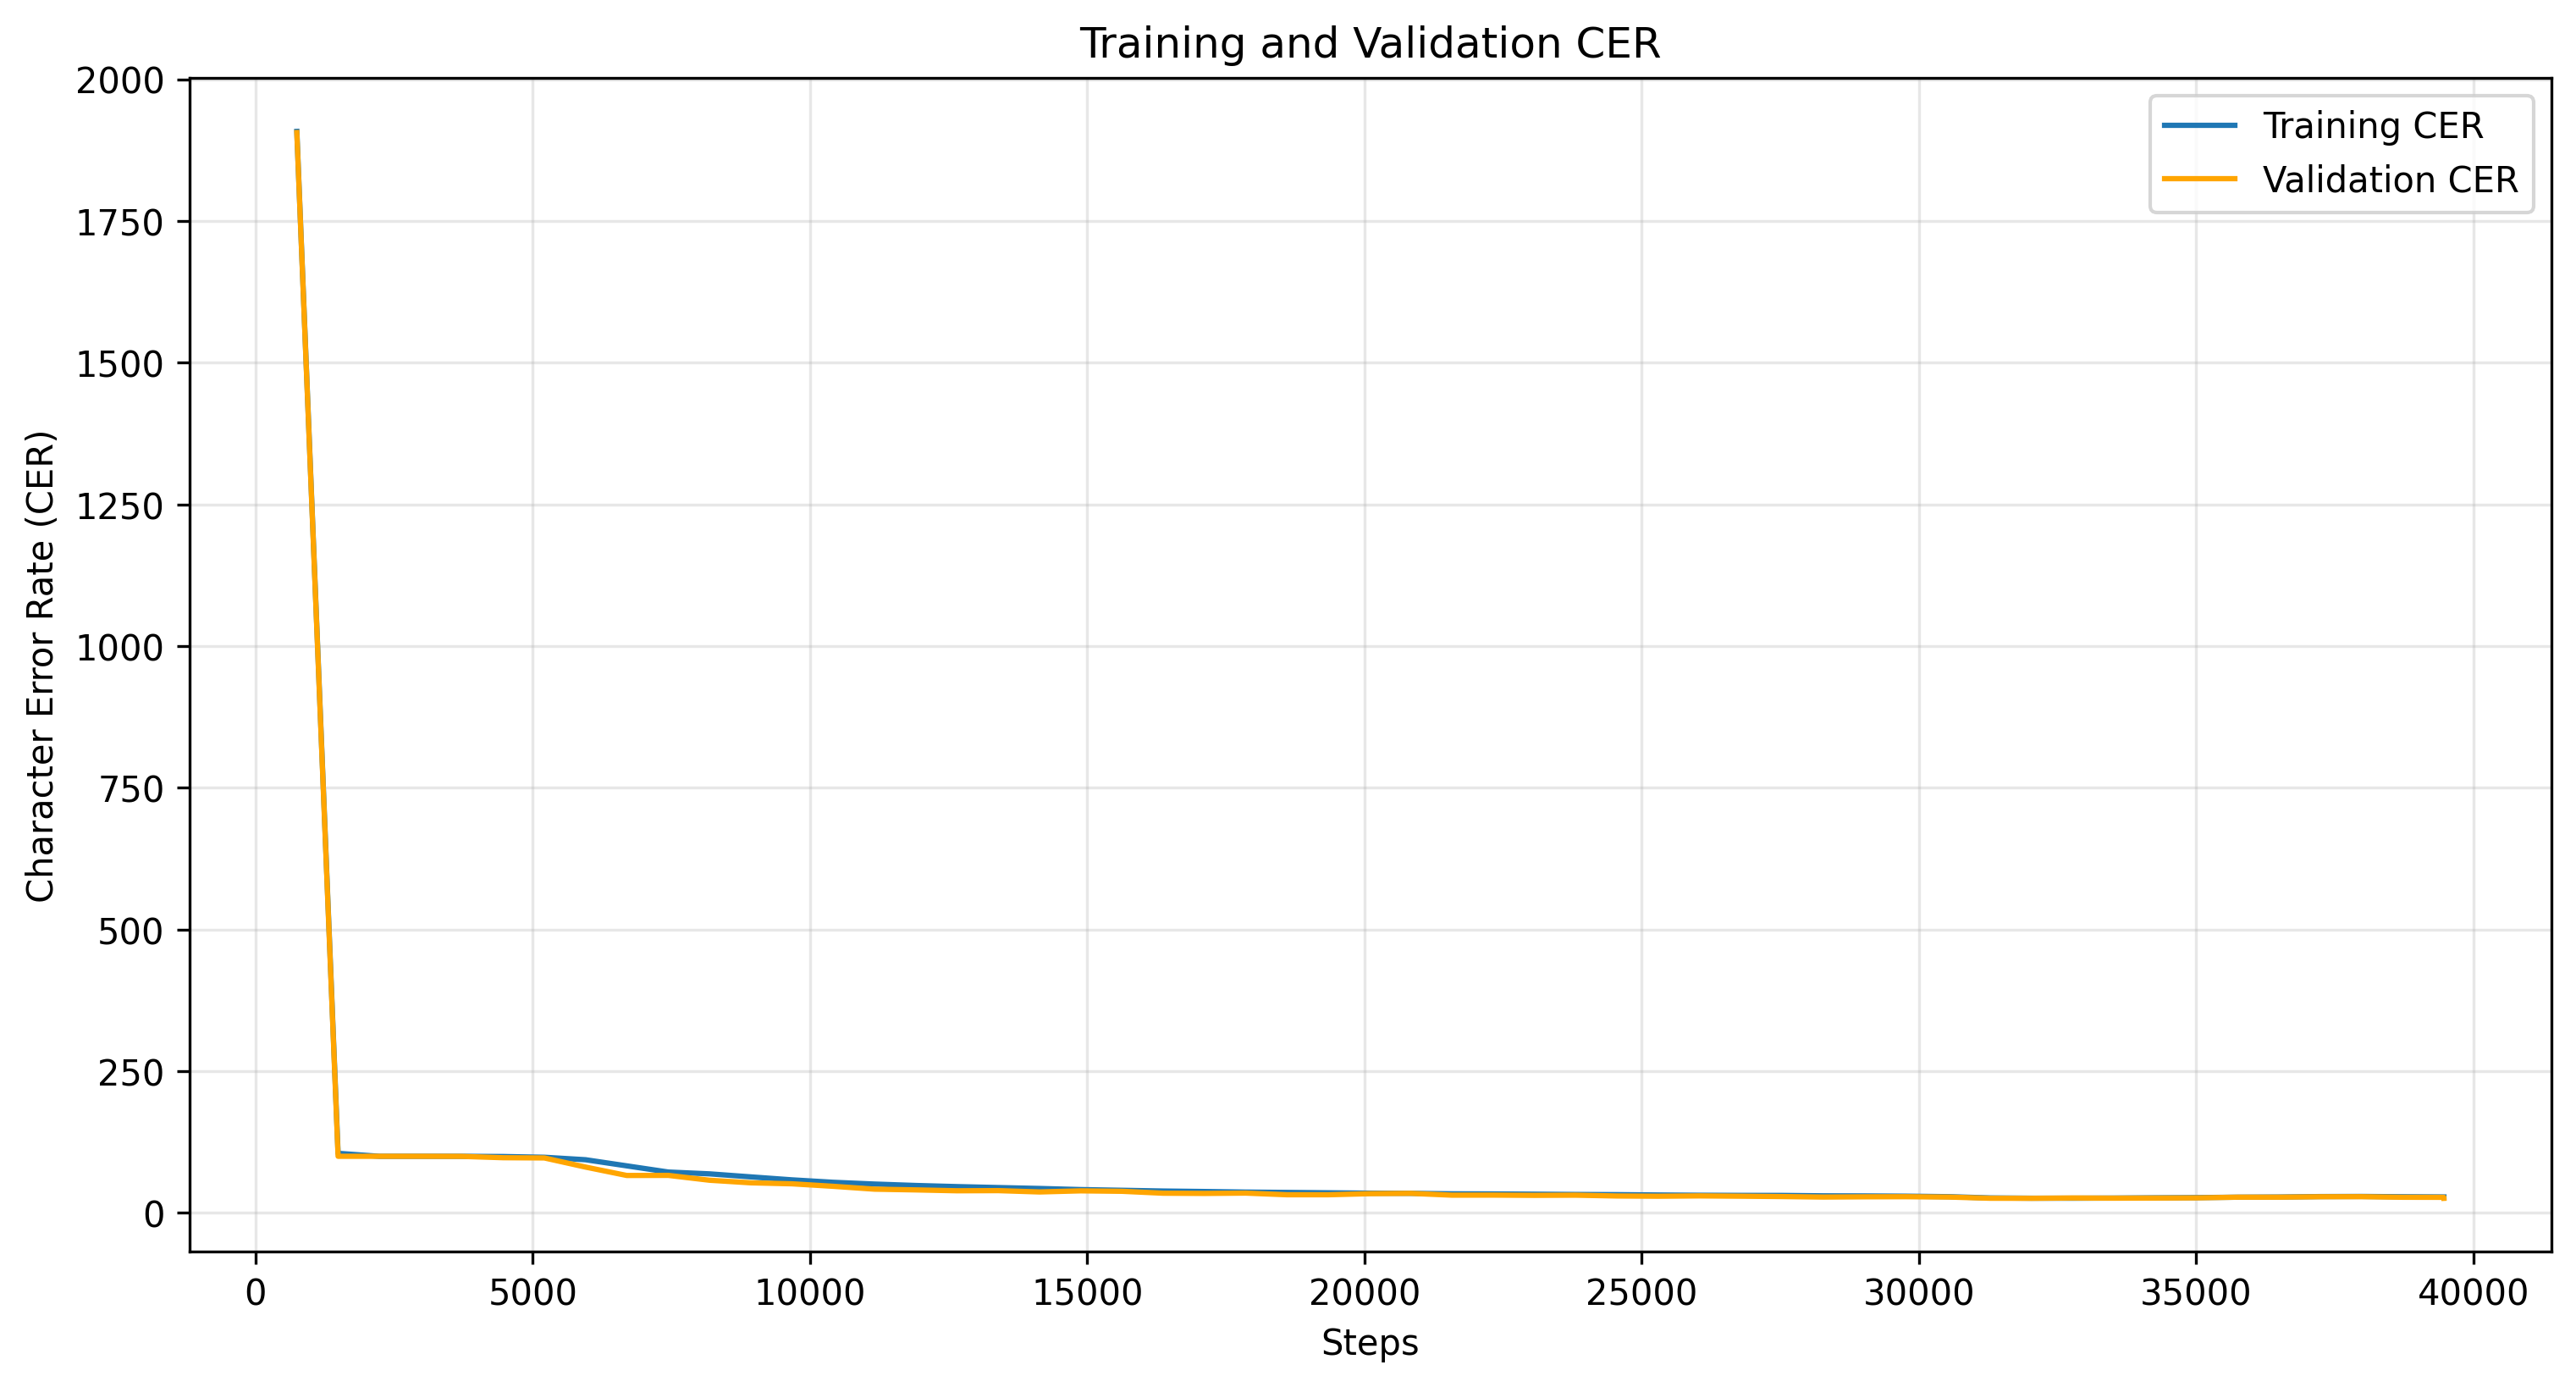 Training and Validation CER
2000
1750
1500
1250
1000
750
500
250
0
Character Error Rate (CER)
Training CER
Validation CER
0 5000 10000 15000 20000 25000 30000 35000 40000
Steps